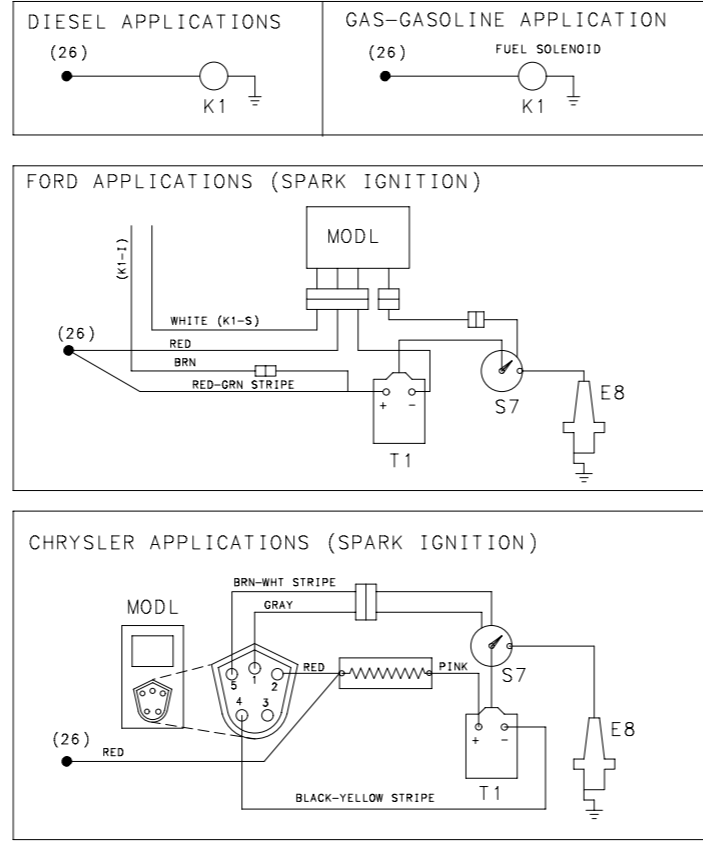 DIESEL APPLICATIONS
(26)
K1
GAS-GASOLINE APPLICATION
(26)
FUEL SOLENOID
K1
FORD APPLICATIONS (SPARK IGNITION)
MODL
(K1-I)
WHITE (K1-S)
(26)
RED
BRN
RED-GRN STRIPE
+ -
T1
S7
E8
CHRYSLER APPLICATIONS (SPARK IGNITION)
BRN-WHT STRIPE
MODL
GRAY
5 1 2
RED
PINK
S7
4 3
(26)
RED
+ -
E8
BLACK-YELLOW STRIPE
T1